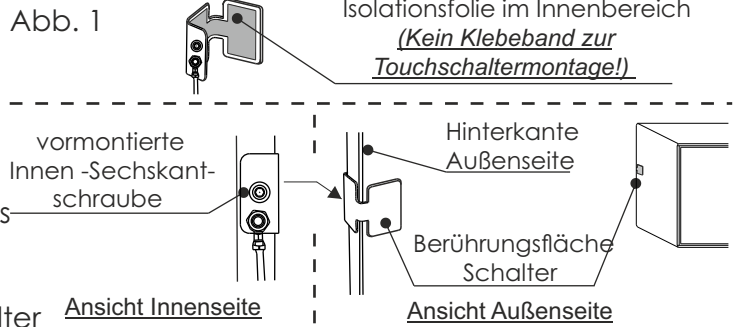 Abb. 1
Isolationsfolie im Innenbereich
(Kein Klebeband zur
Touchschaltermontage!)
vormontierte
Innen -Sechskant-
schraube
s
lter
Ansicht Innenseite
Hinterkante
Außenseite
Berührungsfläche
Schalter
Ansicht Außenseite